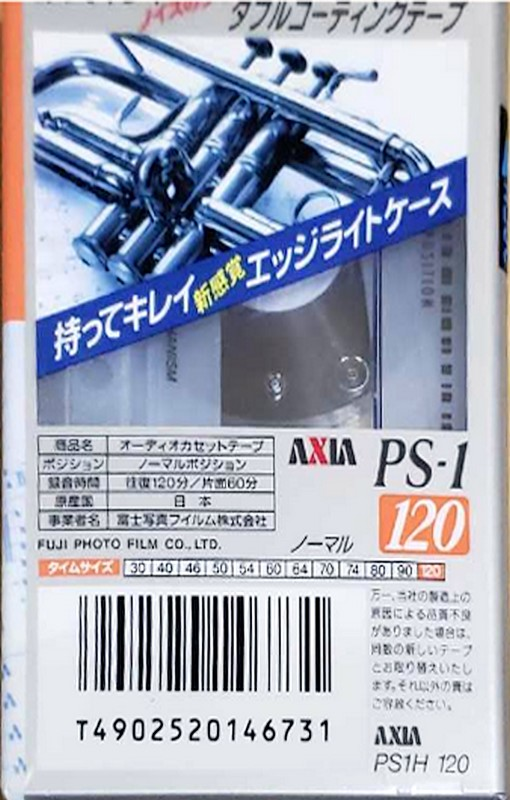 ノイズの
ダブルコーティングテープ
持ってキレイ新感覚エッジライトケース
POSITION
HANISM
商品名 オーディオカセットテープ
ポジション ノーマルポジション
録音時間 往復120分/片面60分
原産国 日本
事業者名 富士写真フイルム株式会社
FUJI PHOTO FILM CO., LTD.
AXIA PS-1
ノーマル 120
タイムサイズ 30 40 46 50 54 60 64 70 74 80 90 120
万一、当社の製造上の
原因による品質不良
がありました場合は、
同数の新しいテープ
とお取り替えいたし
ます。それ以外の責は
ご容赦ください。
T4902520146731
AXIA
PS1H 120